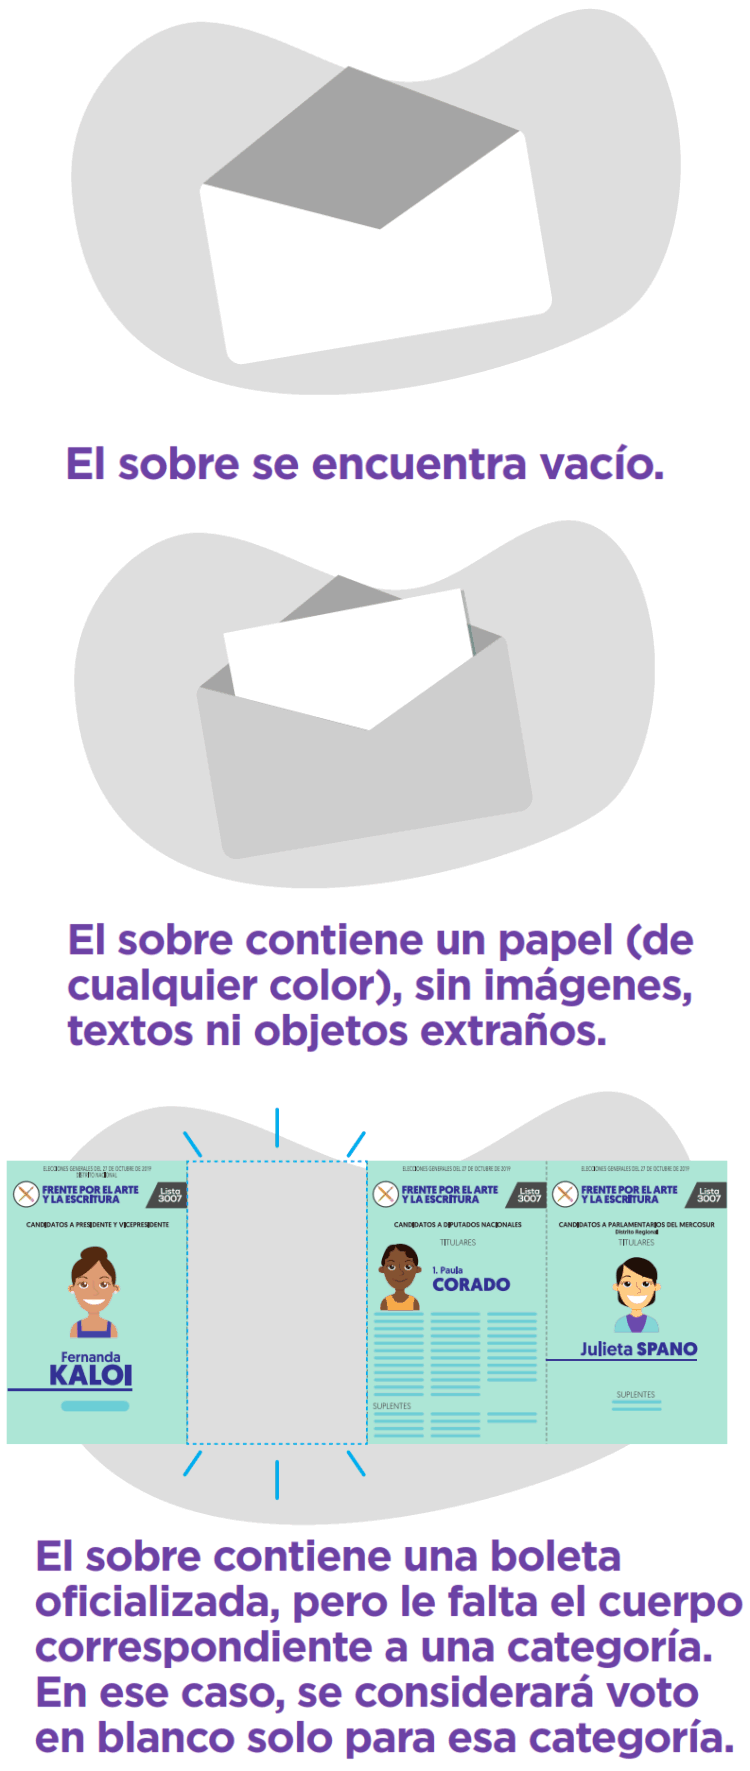 El sobre se encuentra vacío.
El sobre contiene un papel (de
cualquier color), sin imágenes,
textos ni objetos extraños.
ELECCIONES GENERALES DEL 27 DE OCTUBRE DE 2019
DISTRITO NACIONAL
FRENTE POR EL ARTE
Y LA ESCRITURA
Lista
3007
CANDIDATOS A PRESIDENTE Y VICEPRESIDENTE
Fernanda
KALOI
ELECCIONES GENERALES DEL 27 DE OCTUBRE DE 2019
FRENTE POR EL ARTE
Y LA ESCRITURA
Lista
3007
CANDIDATOS A DIPUTADOS NACIONALES
TITULARES
1. Paula
CORADO
SUPLENTES
ELECCIONES GENERALES DEL 27 DE OCTUBRE DE 2019
FRENTE POR EL ARTE
Y LA ESCRITURA
Lista
3007
CANDIDATOS A PARLAMENTARIOS DEL MERCOSUR
Distrito Regional
TITULARES
Julieta SPANO
SUPLENTES
El sobre contiene una boleta
oficializada, pero le falta el cuerpo
correspondiente a una categoría.
En ese caso, se considerará voto
en blanco solo para esa categoría.